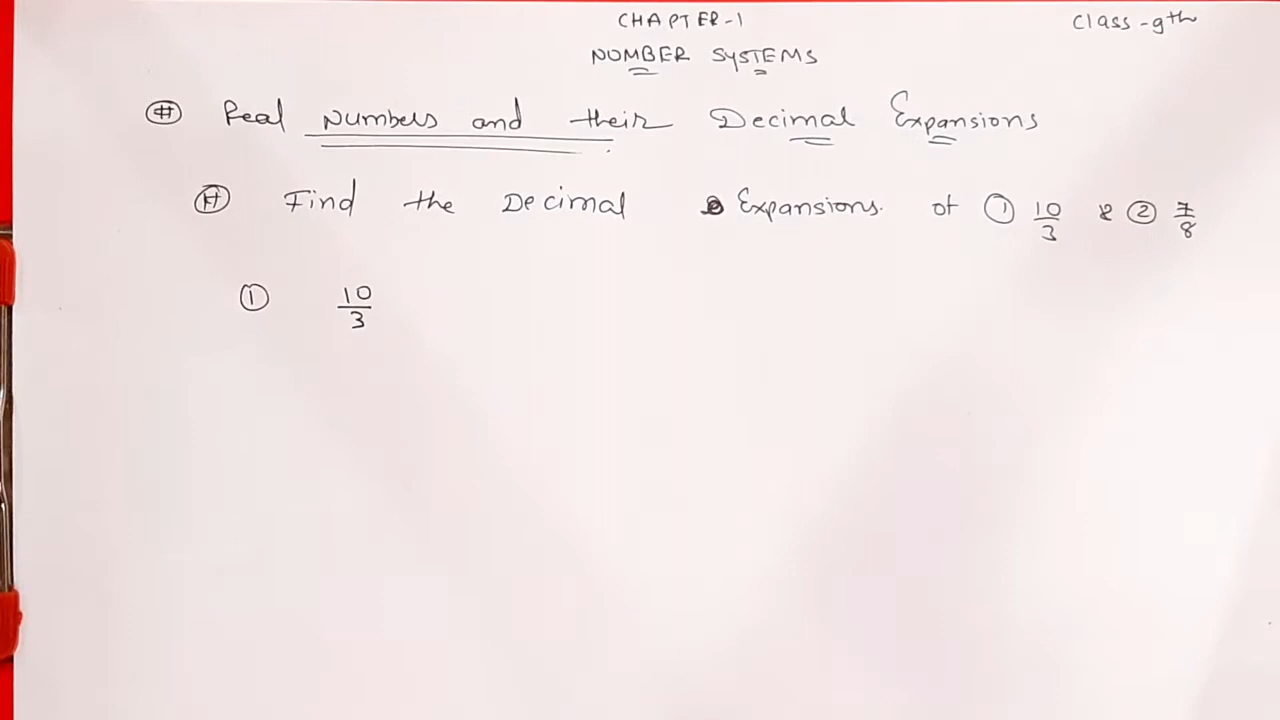 CHAPTER-1
Class-9th
NUMBER SYSTEMS
# Real Numbers and their Decimal Expansions
# Find the Decimal Expansions. of ① 10/3 & ② 7/8
① 10/3